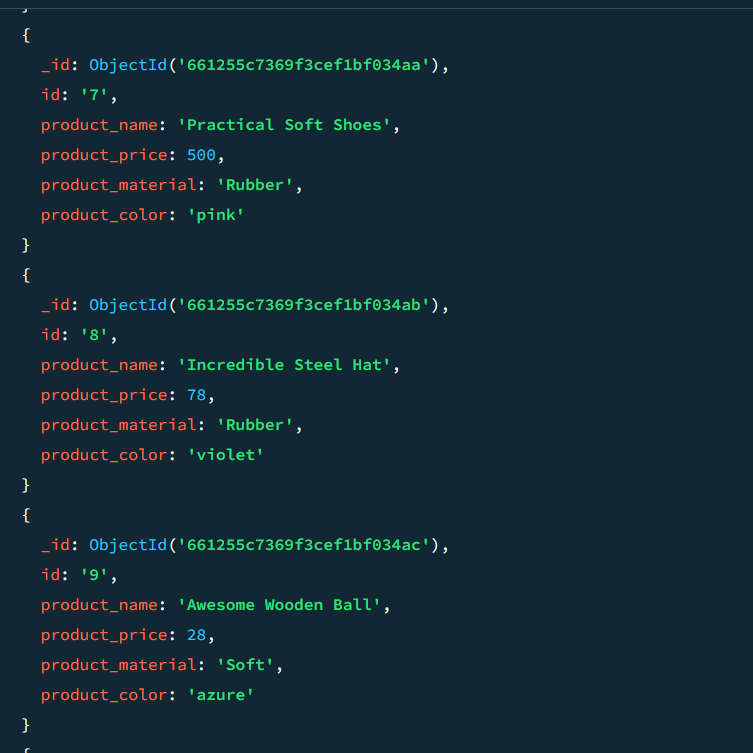 }
{
_id: ObjectId('661255c7369f3cef1bf034aa'),
id: '7',
product_name: 'Practical Soft Shoes',
product_price: 500,
product_material: 'Rubber',
product_color: 'pink'
}
{
_id: ObjectId('661255c7369f3cef1bf034ab'),
id: '8',
product_name: 'Incredible Steel Hat',
product_price: 78,
product_material: 'Rubber',
product_color: 'violet'
}
{
_id: ObjectId('661255c7369f3cef1bf034ac'),
id: '9',
product_name: 'Awesome Wooden Ball',
product_price: 28,
product_material: 'Soft',
product_color: 'azure'
}
{